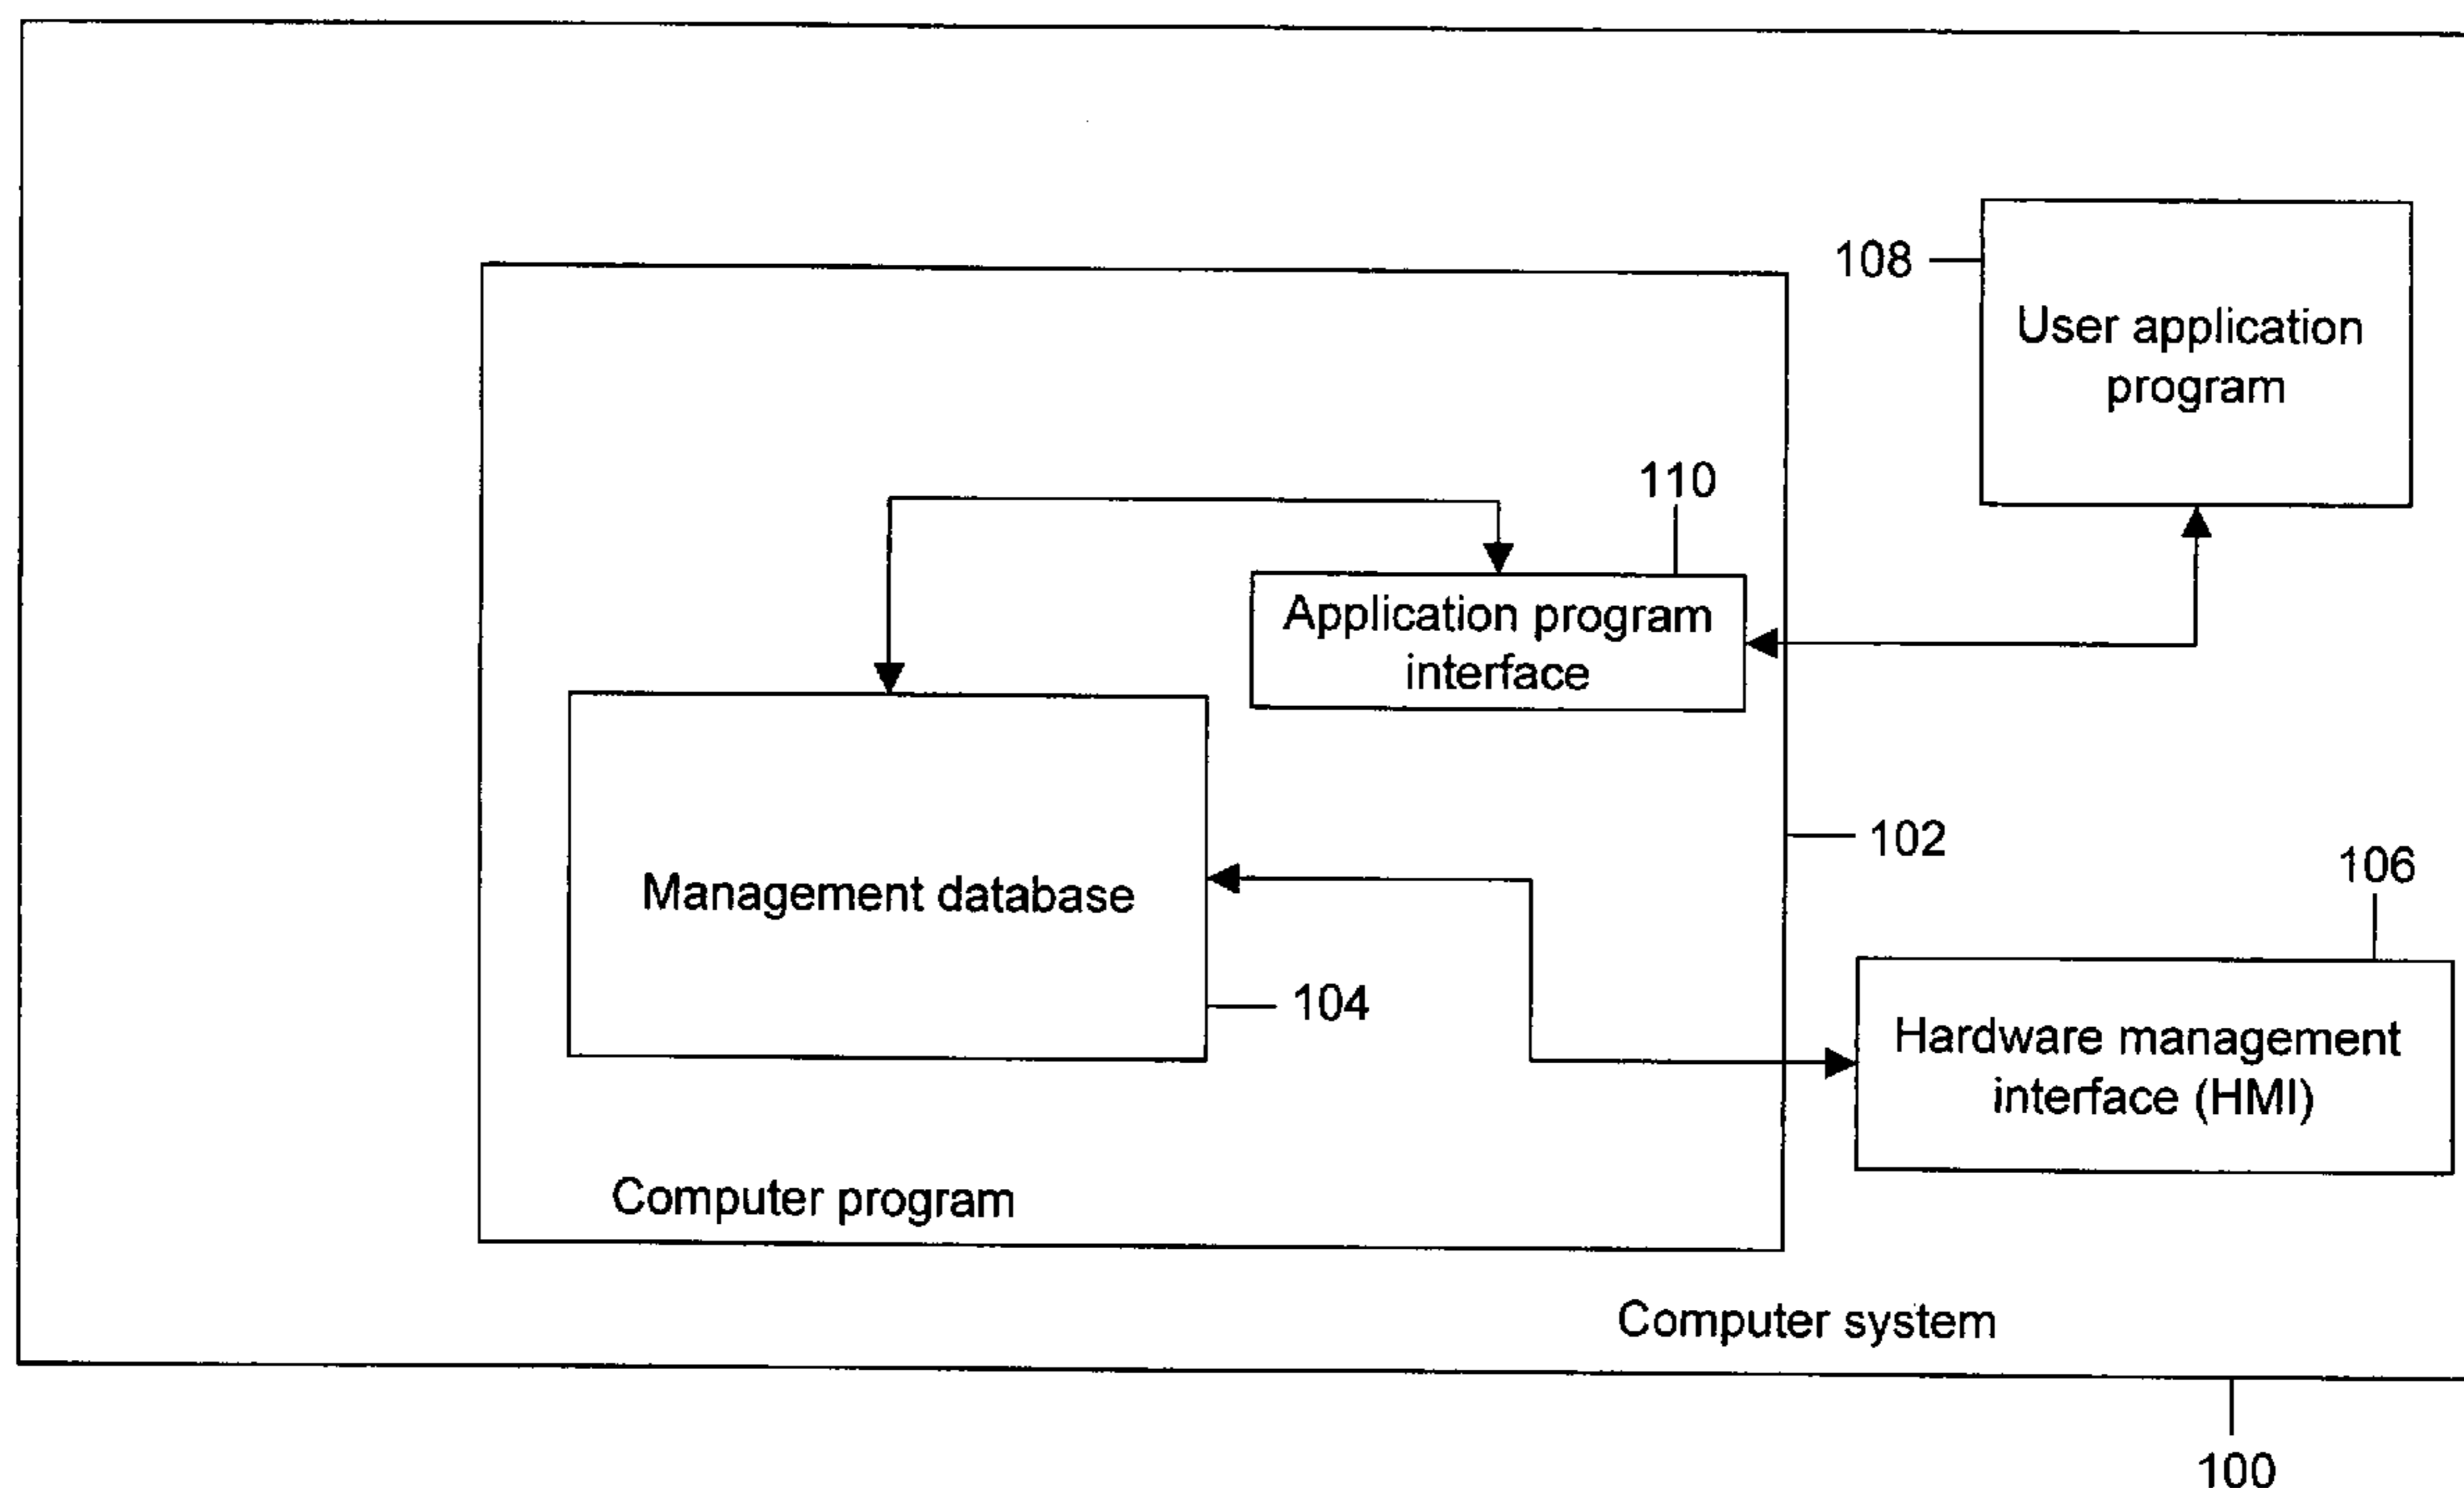 108
User application
program
110
Application program
interface
102
Management database
106
104
Hardware management
interface (HMI)
Computer program
Computer system
100